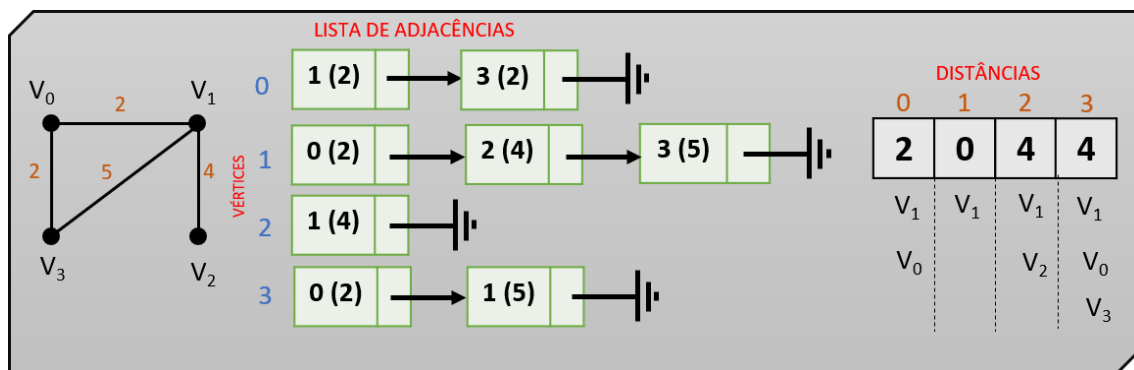 LISTA DE ADJACÊNCIAS
V₀ 2 V₁
2 5 4
V₃ V₂
VÉRTICES
0 1 (2) 3 (2)
1 0 (2) 2 (4) 3 (5)
2 1 (4)
3 0 (2) 1 (5)
DISTÂNCIAS
0 1 2 3
2 0 4 4
V₁ V₁ V₁ V₁
V₀ V₂ V₀
V₃